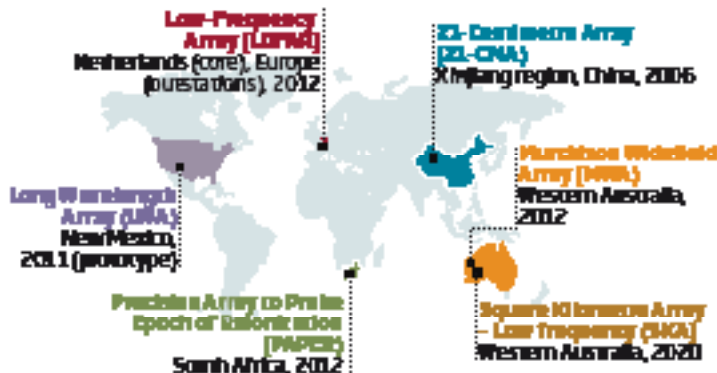 Low-Frequency
Array (LOFAR)
Netherlands (core), Europe
(outstations), 2012
21-Centimetre Array
(21-CMA)
Xinjiang region, China, 2006
Murchison Widefield
Array (MWA)
Western Australia,
2012
Long Wavelength
Array (LWA)
New Mexico,
2011 (prototype)
Precision Array to Probe
Epoch of Reionization
(PAPER)
South Africa, 2012
Square Kilometre Array
– Low frequency (SKA)
Western Australia, 2020